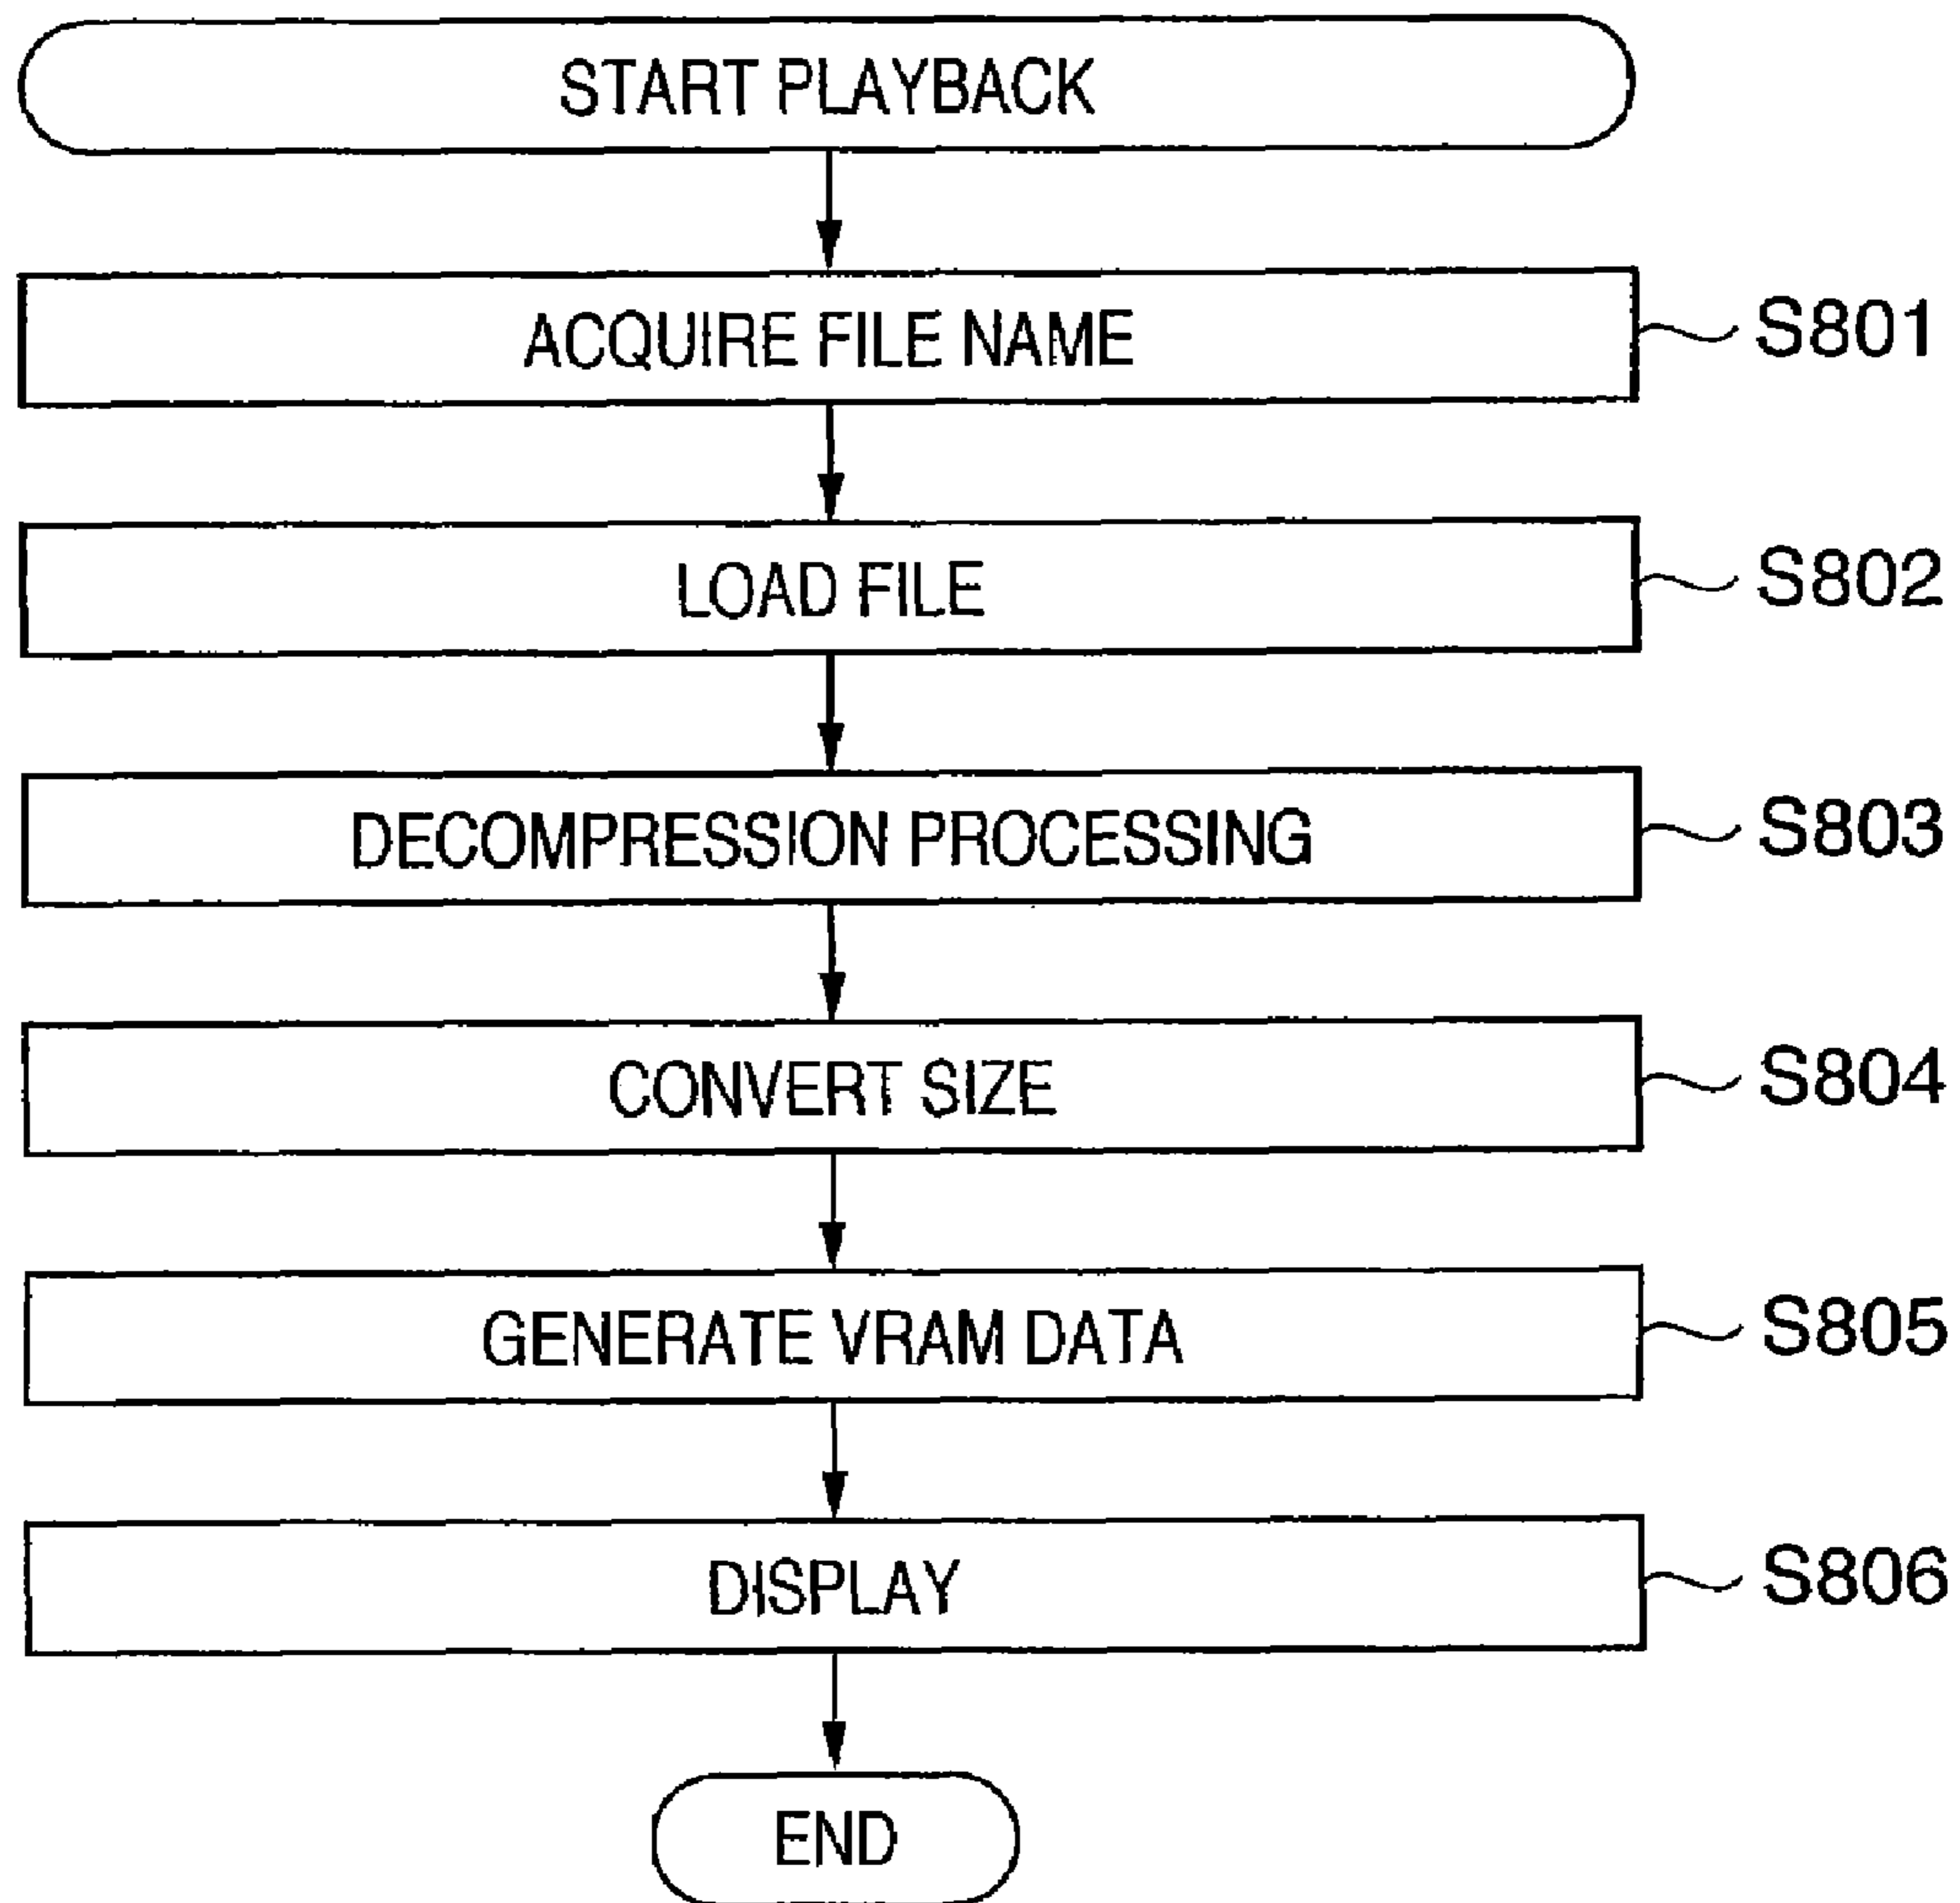 START PLAYBACK
ACQUIRE FILE NAME
S801
LOAD FILE
S802
DECOMPRESSION PROCESSING
S803
CONVERT SIZE
S804
GENERATE VRAM DATA
S805
DISPLAY
S806
END